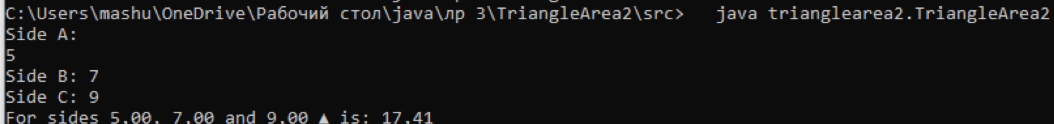 C:\Users\mashu\OneDrive\Рабочий стол\java\лр 3\TriangleArea2\src>   java trianglearea2.TriangleArea2
Side A:
5
Side B: 7
Side C: 9
For sides 5,00, 7,00 and 9,00 ▲ is: 17,41